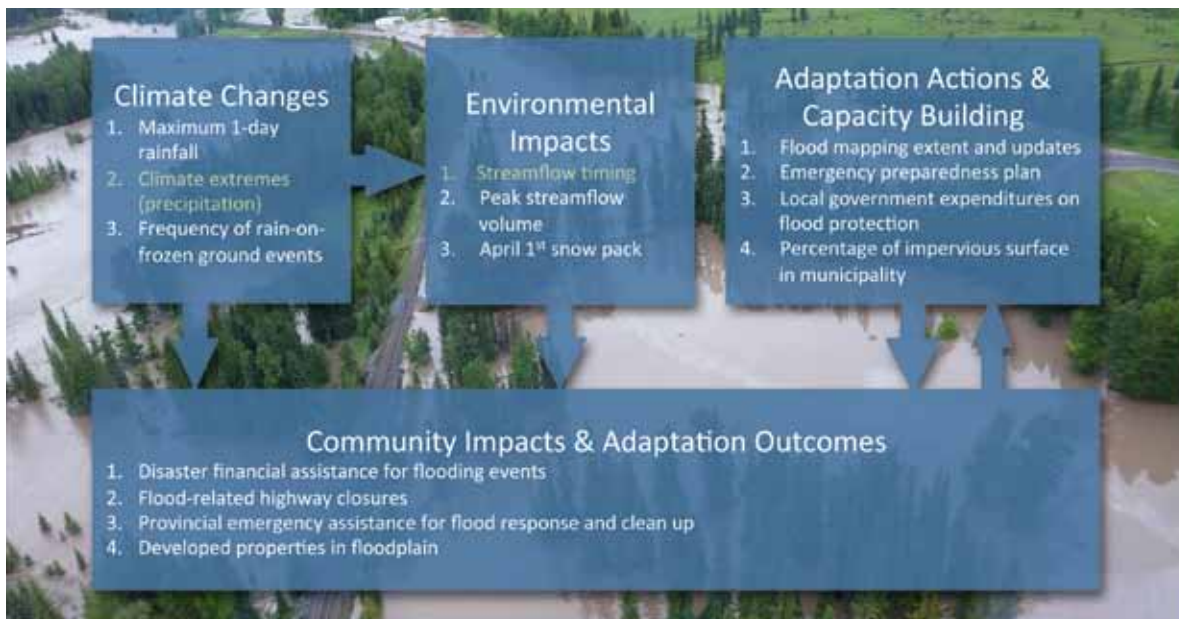 Climate Changes
1. Maximum 1-day
rainfall
2. Climate extremes
(precipitation)
3. Frequency of rain-on-
frozen ground events
Environmental
Impacts
1. Streamflow timing
2. Peak streamflow
volume
3. April 1st snow pack
Adaptation Actions &
Capacity Building
1. Flood mapping extent and updates
2. Emergency preparedness plan
3. Local government expenditures on
flood protection
4. Percentage of impervious surface
in municipality
Community Impacts & Adaptation Outcomes
1. Disaster financial assistance for flooding events
2. Flood-related highway closures
3. Provincial emergency assistance for flood response and clean up
4. Developed properties in floodplain